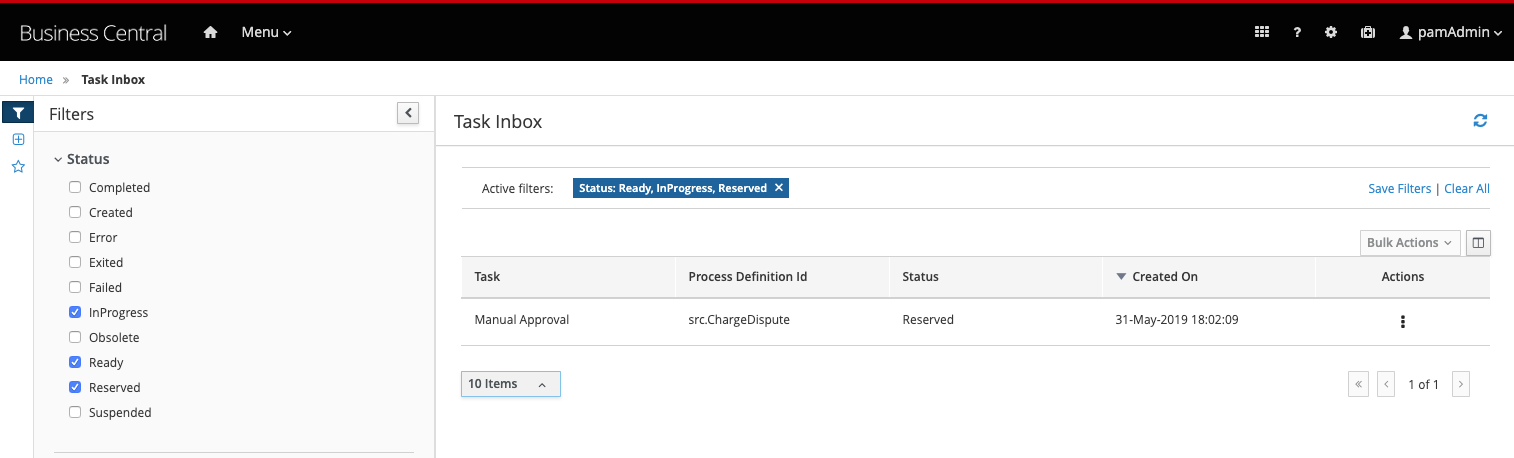 Business Central Menu ? pamAdmin
Home » Task Inbox
Filters
Status
Completed
Created
Error
Exited
Failed
InProgress
Obsolete
Ready
Reserved
Suspended
Task Inbox
Active filters: Status: Ready, InProgress, Reserved ✕ Save Filters | Clear All
Bulk Actions
Task Process Definition Id Status Created On Actions
Manual Approval src.ChargeDispute Reserved 31-May-2019 18:02:09
10 Items « ‹ 1 of 1 ›